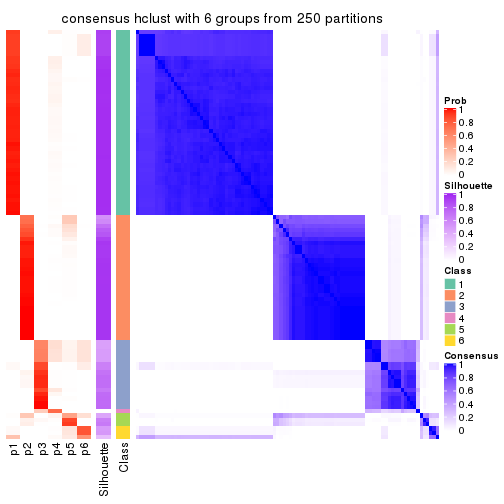 consensus hclust with 6 groups from 250 partitions
Prob
1
0.8
0.6
0.4
0.2
0
Silhouette
1
0.8
0.6
0.4
0.2
0
Class
1
2
3
4
5
6
Consensus
1
0.8
0.6
0.4
0.2
0
p1
p2
p3
p4
p5
p6
Silhouette
Class